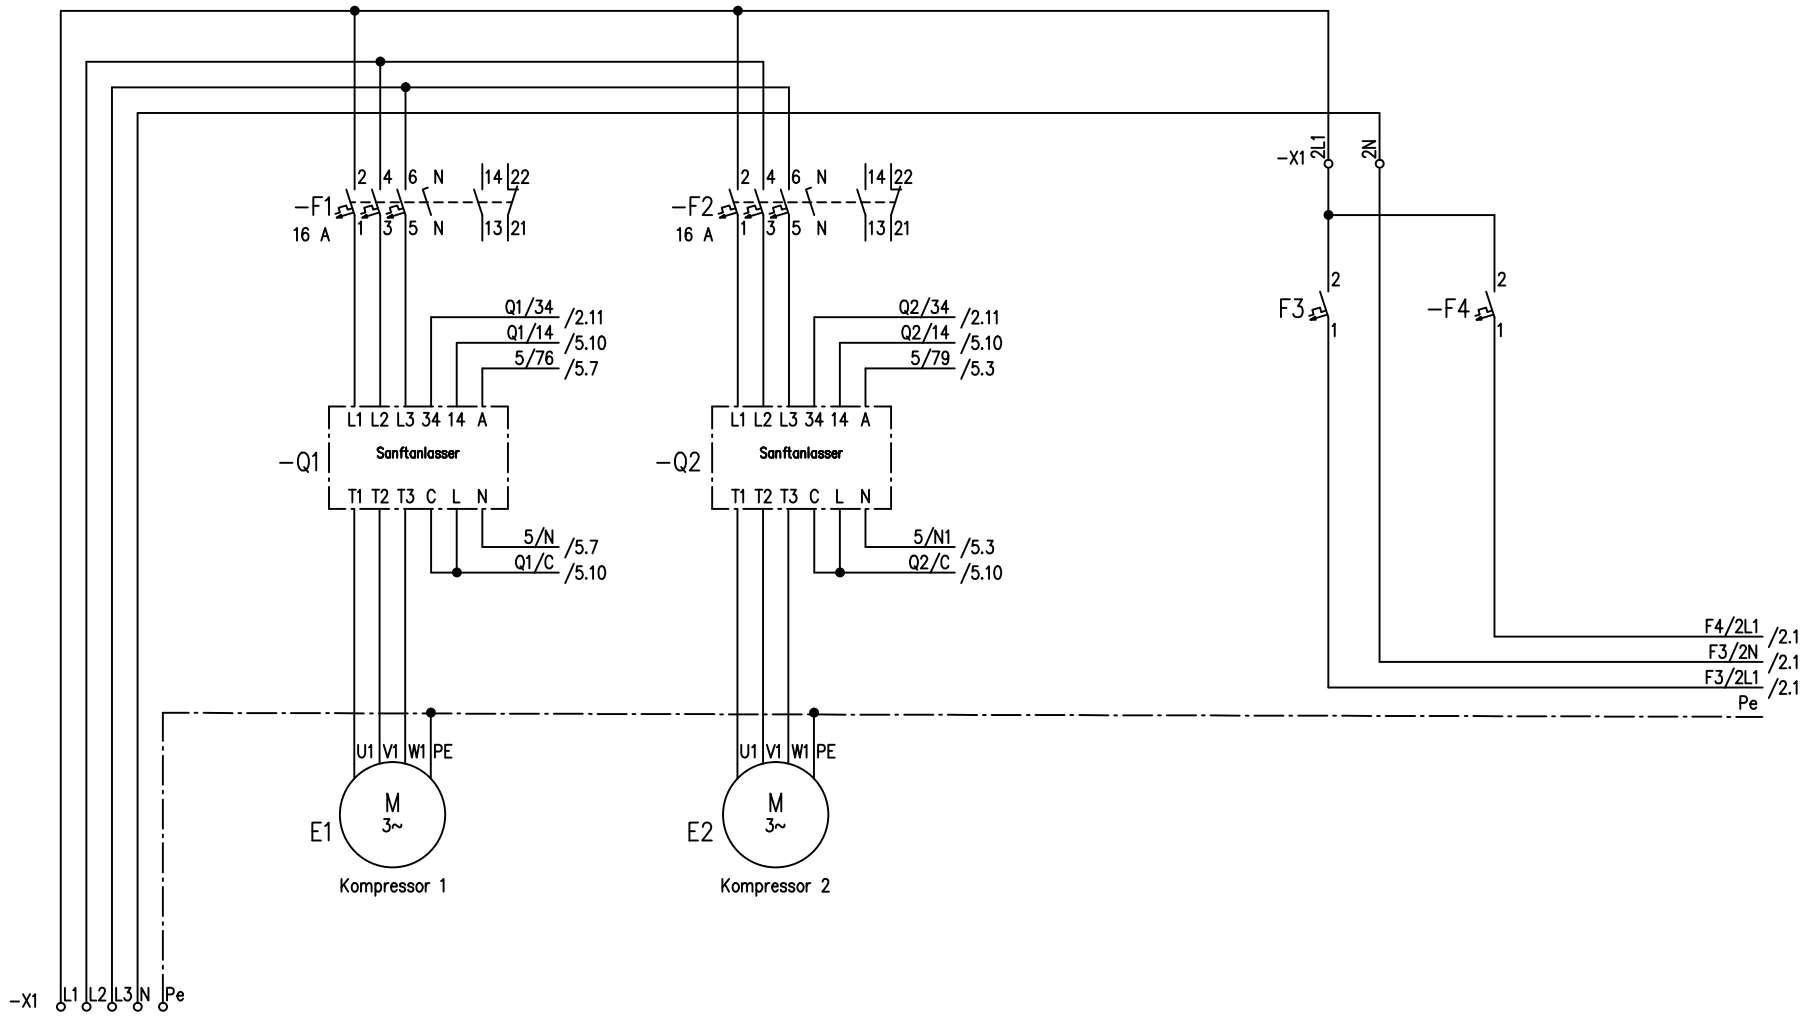 -X1 2L1 2N
2 4 6 N 14 22
2 4 6 N 14 22
-F1
-F2
16 A 1 3 5 N 13 21
16 A 1 3 5 N 13 21
2 2
F3 -F4
1 1
Q1/34 /2.11
Q1/14 /5.10
5/76 /5.7
Q2/34 /2.11
Q2/14 /5.10
5/79 /5.3
L1 L2 L3 34 14 A
-Q1 Sanftanlasser
T1 T2 T3 C L N
L1 L2 L3 34 14 A
-Q2 Sanftanlasser
T1 T2 T3 C L N
5/N /5.7
Q1/C /5.10
5/N1 /5.3
Q2/C /5.10
F4/2L1 /2.1
F3/2N /2.1
F3/2L1 /2.1
Pe
U1 V1 W1 PE
M
3~
E1
Kompressor 1
U1 V1 W1 PE
M
3~
E2
Kompressor 2
-X1 L1 L2 L3 N Pe